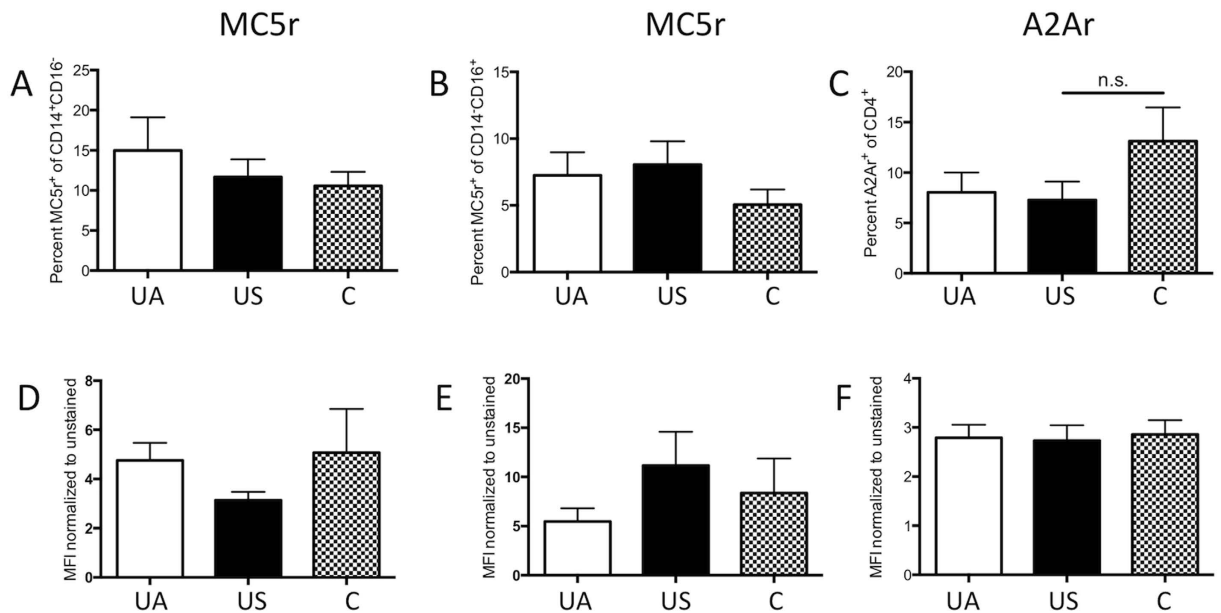 MC5r
MC5r
A2Ar
A
Percent MC5r⁺ of CD14⁺CD16⁻
25
20
15
10
5
0
UA
US
C
B
Percent MC5r⁺ of CD14⁻CD16⁺
15
10
5
0
UA
US
C
C
Percent A2Ar⁺ of CD4⁺
20
15
10
5
0
n.s.
UA
US
C
D
MFI normalized to unstained
8
6
4
2
0
UA
US
C
E
MFI normalized to unstained
20
15
10
5
0
UA
US
C
F
MFI normalized to unstained
4
3
2
1
0
UA
US
C